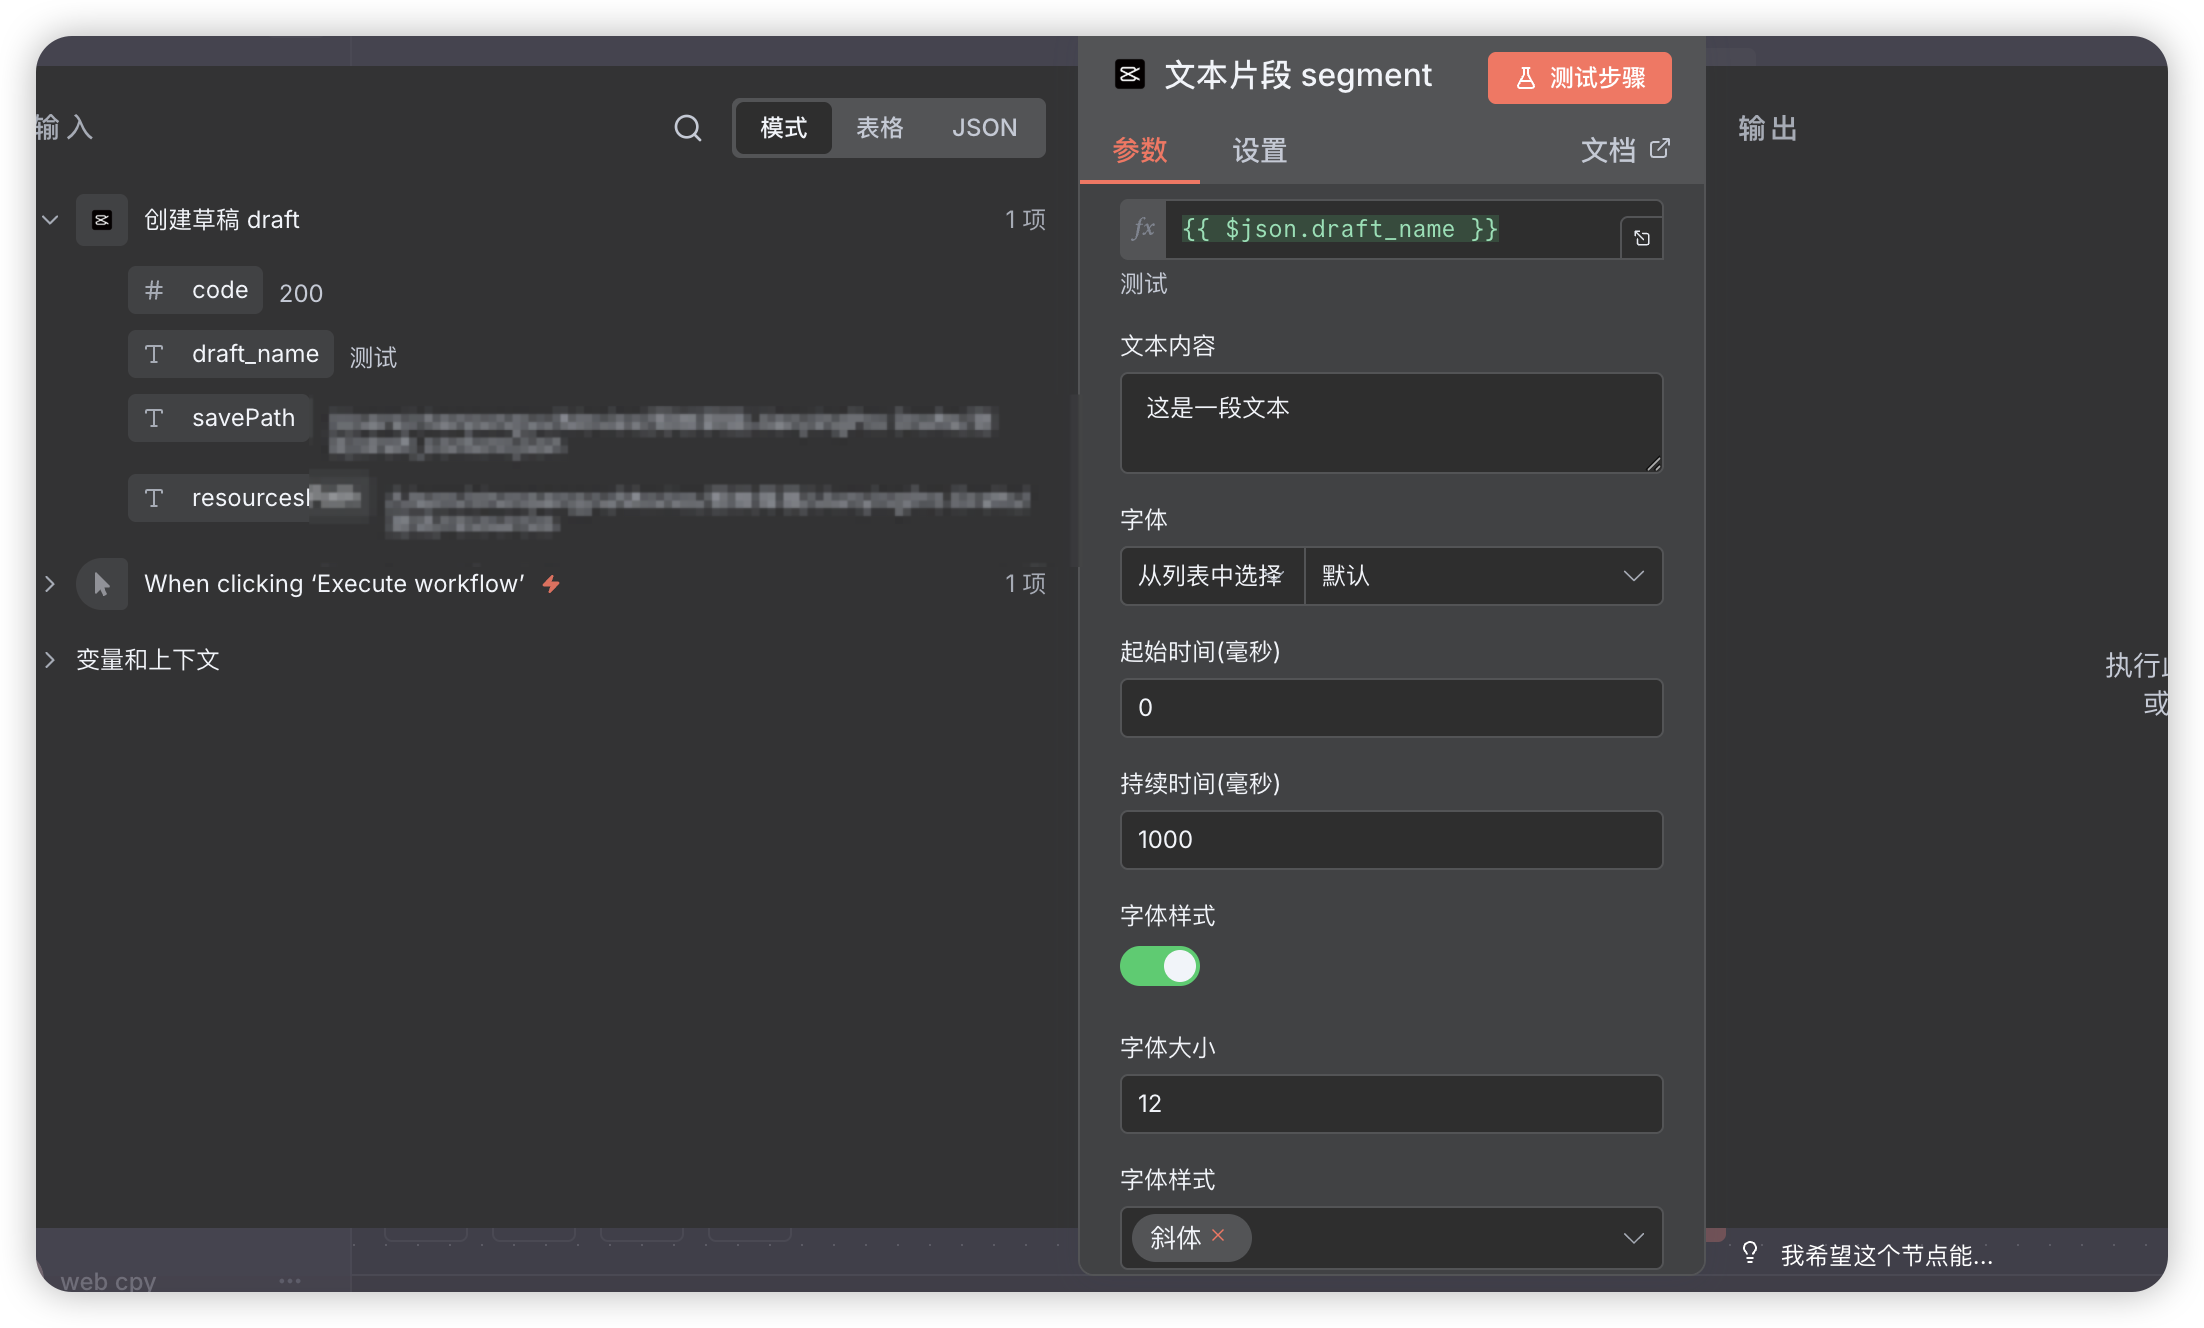 输入
模式
表格
JSON
创建草稿 draft
1 项
# code
200
T draft_name
测试
T savePath
T resources
When clicking ‘Execute workflow’
1 项
变量和上下文
web cpy
文本片段 segment
测试步骤
参数
设置
文档
fx {{ $json.draft_name }}
测试
文本内容
这是一段文本
字体
从列表中选择
默认
起始时间(毫秒)
0
持续时间(毫秒)
1000
字体样式
字体大小
12
字体样式
斜体
输出
执行
或
我希望这个节点能...